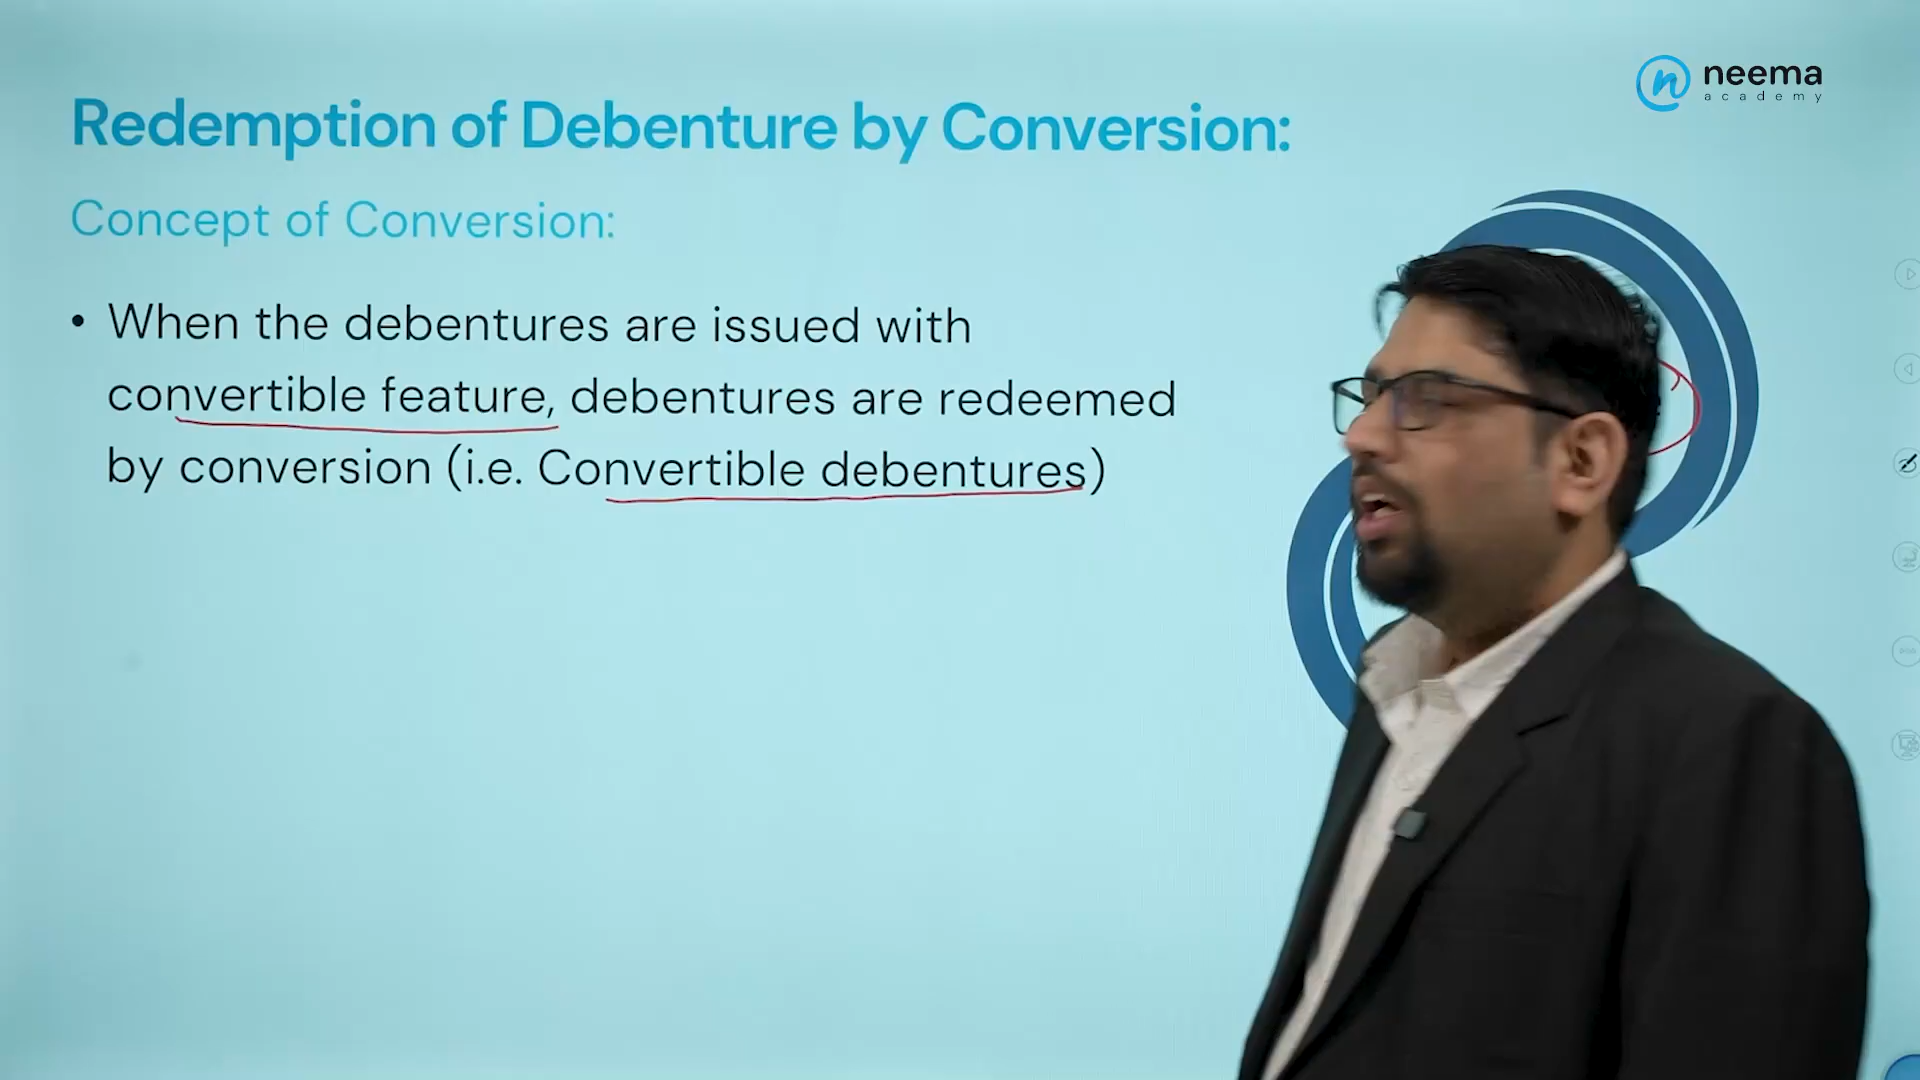 neema
academy
Redemption of Debenture by Conversion:
Concept of Conversion:
• When the debentures are issued with
convertible feature, debentures are redeemed
by conversion (i.e. Convertible debentures)